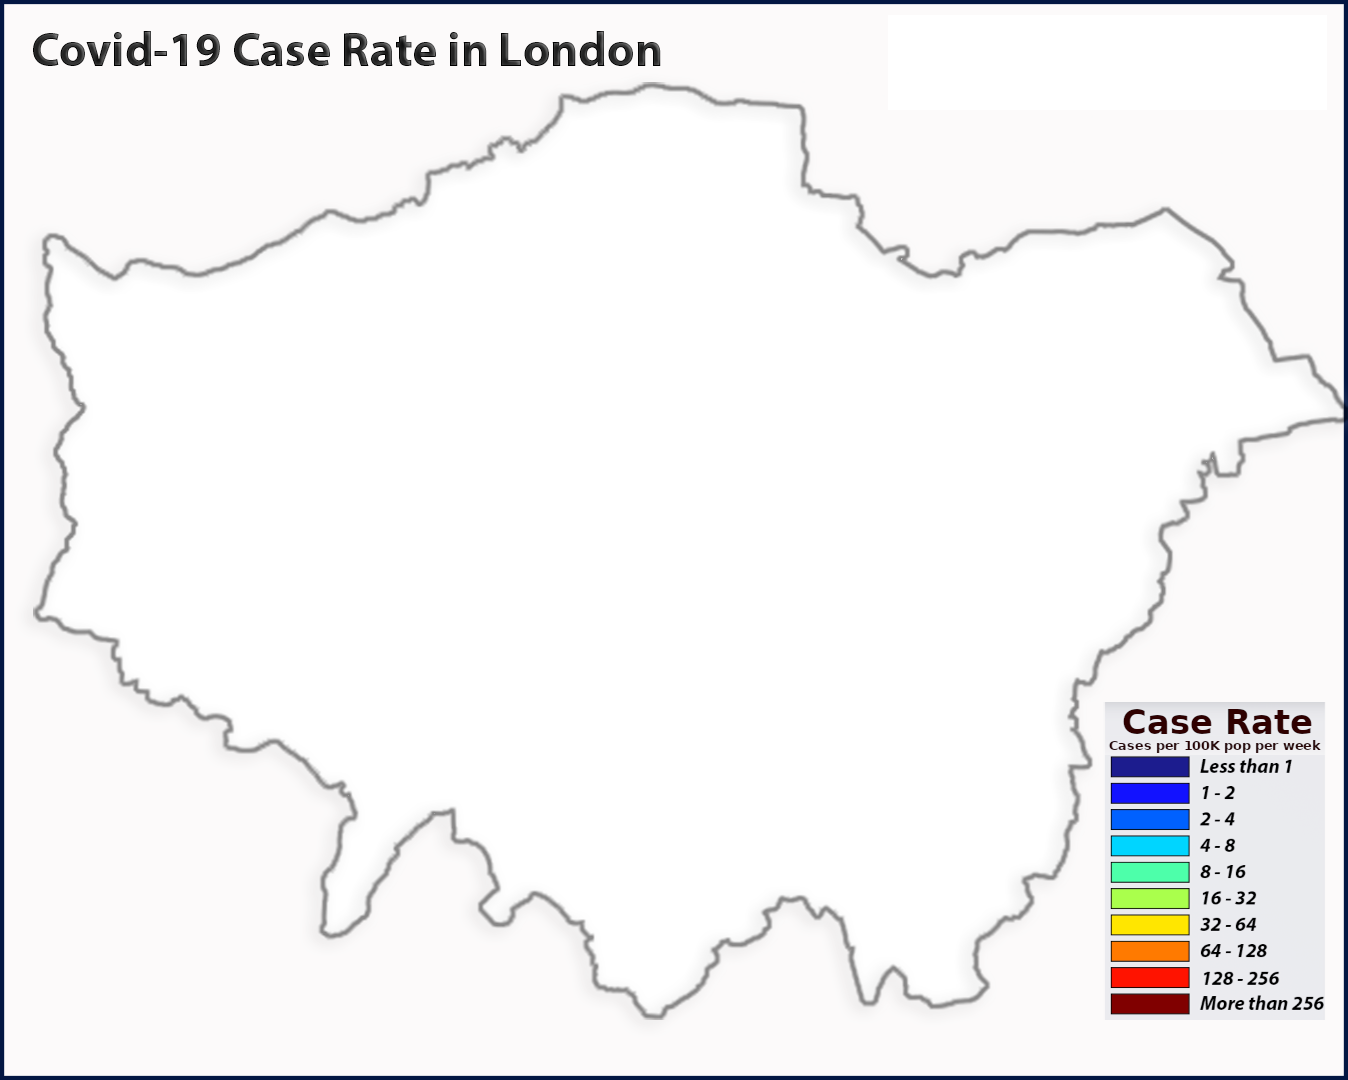 Covid-19 Case Rate in London
Case Rate
Cases per 100K pop per week
Less than 1
1 - 2
2 - 4
4 - 8
8 - 16
16 - 32
32 - 64
64 - 128
128 - 256
More than 256